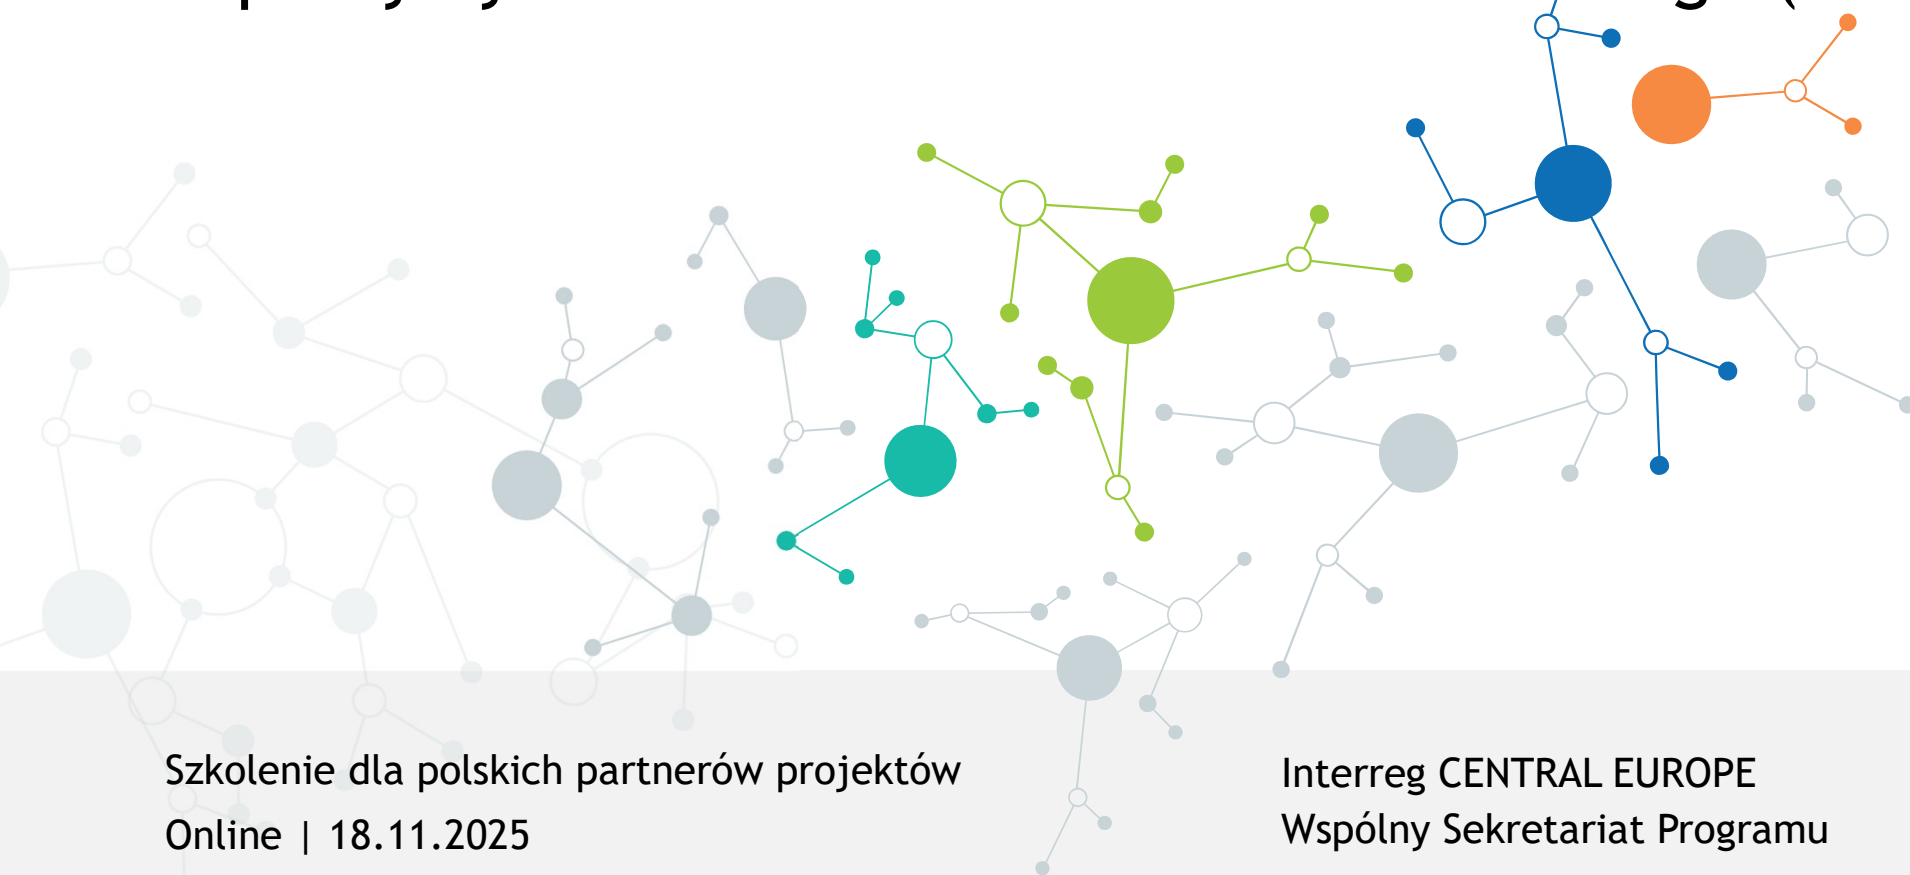 Szkolenie dla polskich partnerów projektów
Online | 18.11.2025
Interreg CENTRAL EUROPE
Wspólny Sekretariat Programu